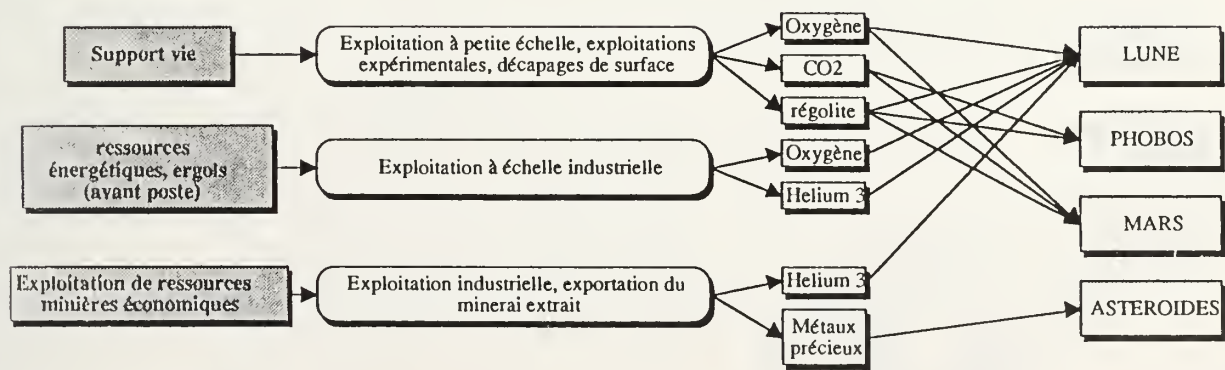 Support vie
Exploitation à petite échelle, exploitations
expérimentales, décapages de surface
Oxygène
CO2
régolite
ressources
énergétiques, ergols
(avant poste)
Exploitation à échelle industrielle
Oxygène
Helium 3
Exploitation de ressources
minières économiques
Exploitation industrielle, exportation du
minerai extrait
Helium 3
Métaux
précieux
LUNE
PHOBOS
MARS
ASTEROIDES